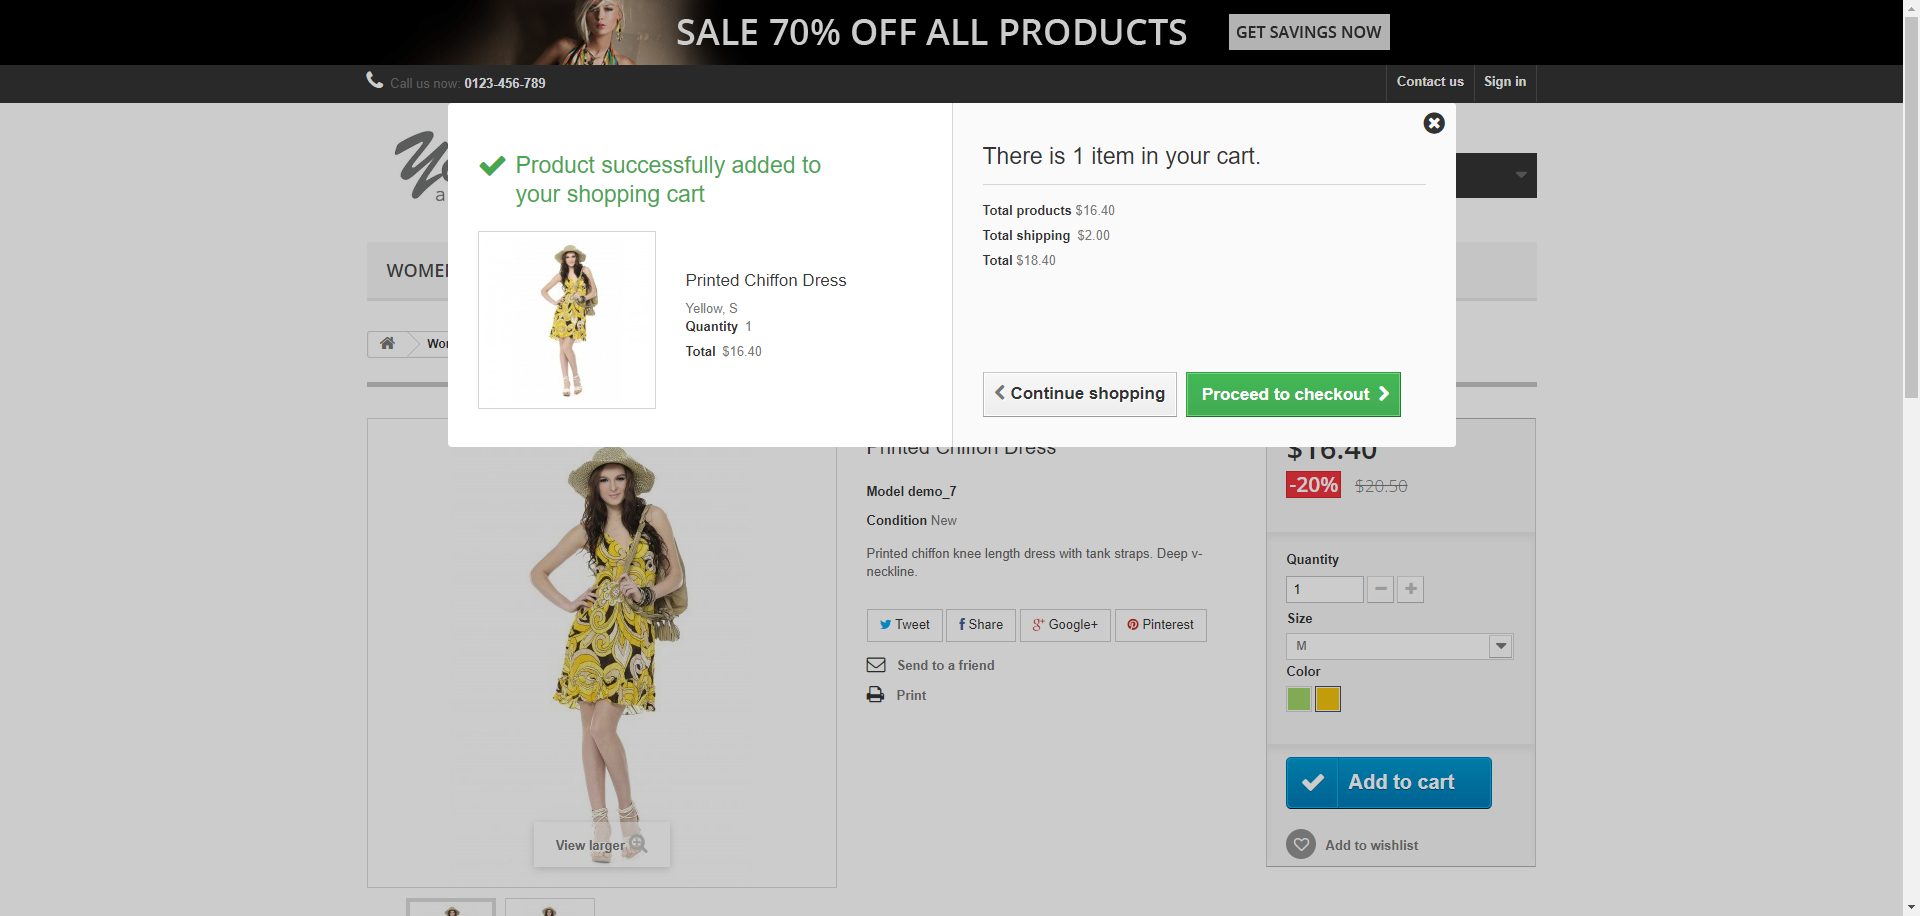 SALE 70% OFF ALL PRODUCTS
GET SAVINGS NOW
Call us now: 0123-456-789
Contact us
Sign in
Product successfully added to
your shopping cart
Printed Chiffon Dress
Yellow, S
Quantity 1
Total $16.40
There is 1 item in your cart.
Total products $16.40
Total shipping $2.00
Total $18.40
Continue shopping
Proceed to checkout
View larger
Printed Chiffon Dress
Model demo_7
Condition New
Printed chiffon knee length dress with tank straps. Deep v-
neckline.
Tweet
Share
Google+
Pinterest
Send to a friend
Print
$16.40
-20% $20.50
Quantity
1
Size
M
Color
Add to cart
Add to wishlist